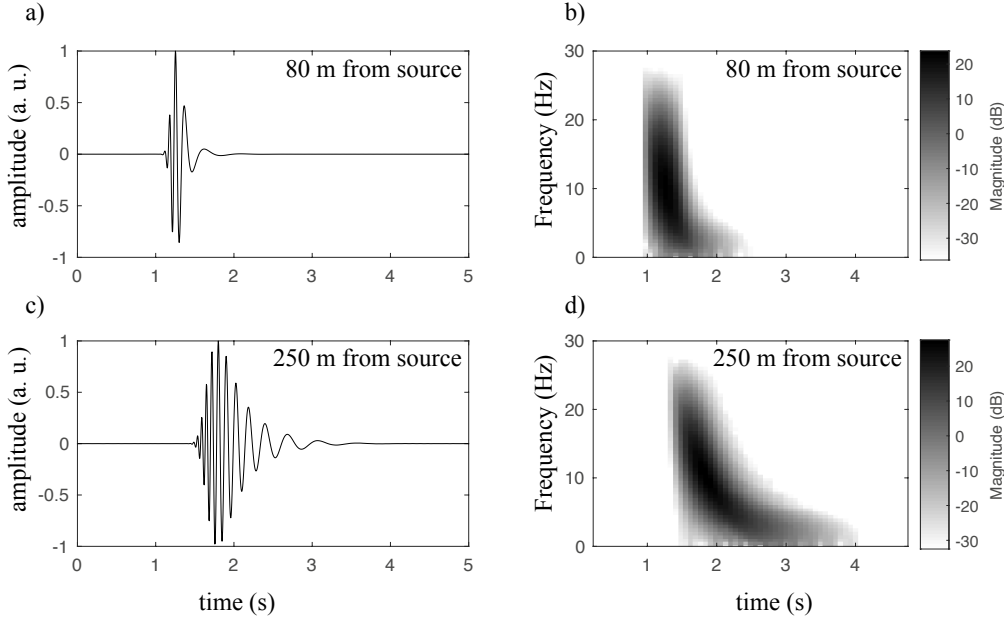 a)
b)
1
0.5
0
-0.5
-1
0 1 2 3 4 5
amplitude (a. u.)
80 m from source
30
20
10
0
1 2 3 4
Frequency (Hz)
80 m from source
20
10
0
-10
-20
-30
Magnitude (dB)
c)
d)
1
0.5
0
-0.5
-1
0 1 2 3 4 5
amplitude (a. u.)
250 m from source
time (s)
30
20
10
0
1 2 3 4
Frequency (Hz)
250 m from source
time (s)
20
10
0
-10
-20
-30
Magnitude (dB)